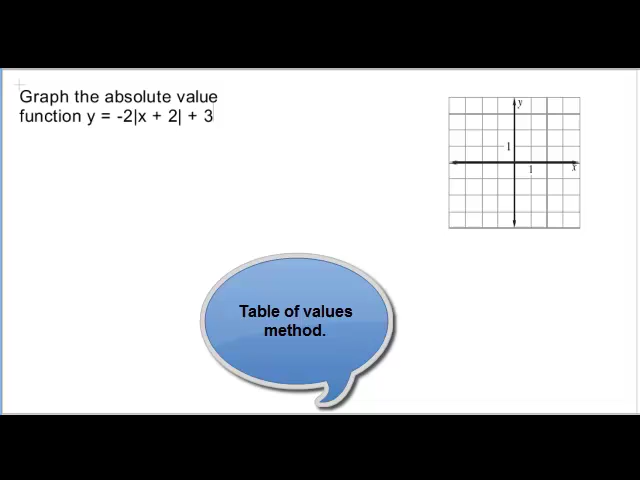 Graph the absolute value
function y = -2|x + 2| + 3
y
1
1
x
Table of values
method.